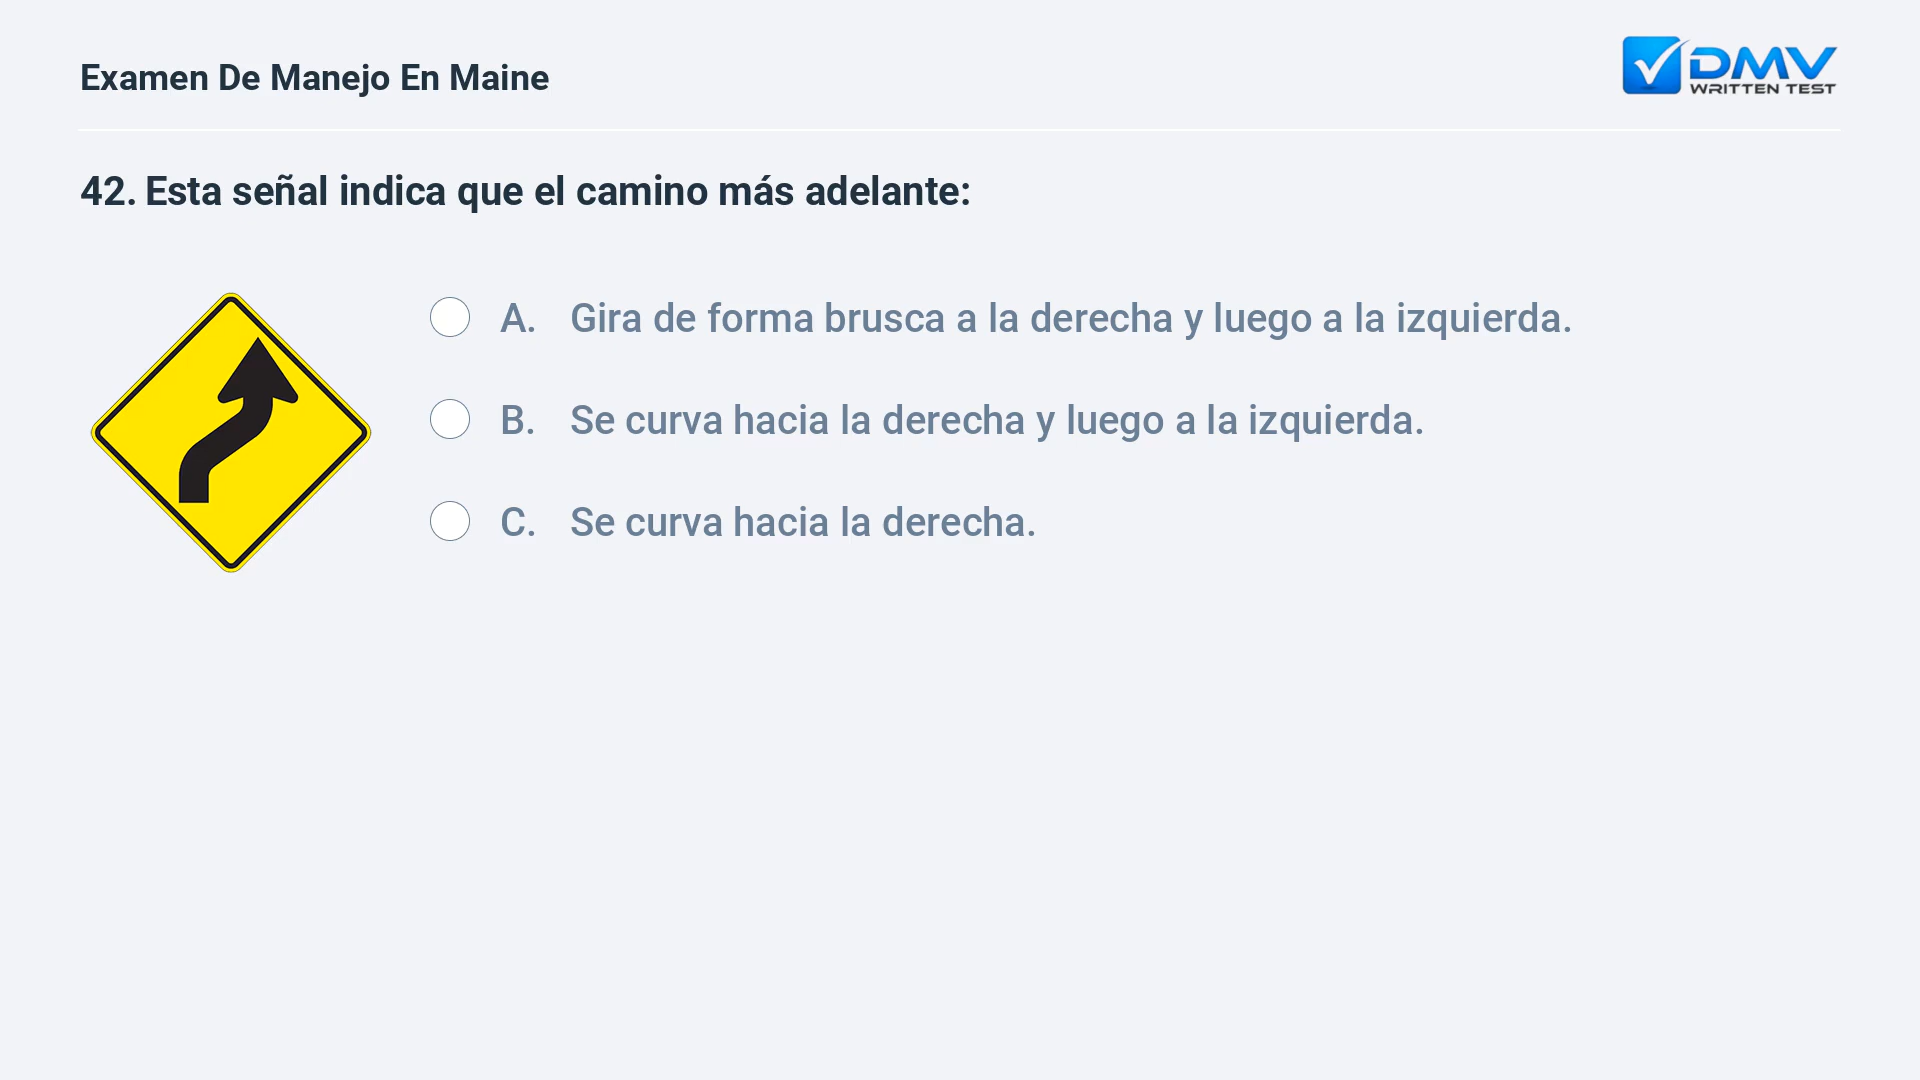 Examen De Manejo En Maine
DMV
WRITTEN TEST
42. Esta señal indica que el camino más adelante:
A. Gira de forma brusca a la derecha y luego a la izquierda.
B. Se curva hacia la derecha y luego a la izquierda.
C. Se curva hacia la derecha.